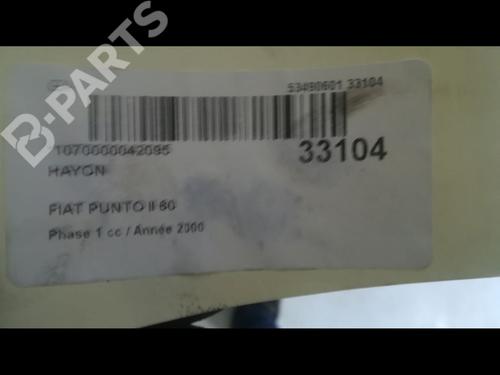 B-PARTS
53490601 33104
1070000042095
33104
HAYON
FIAT PUNTO II 60
Phase 1 cc / Année 2000